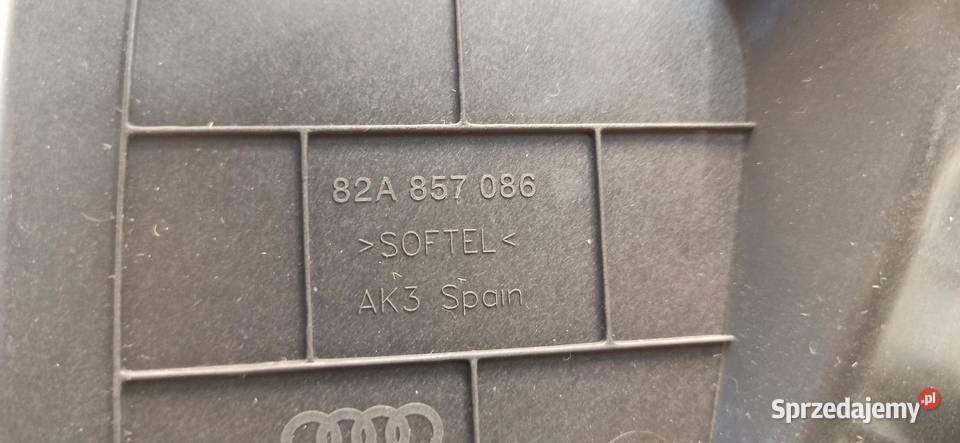 82A 857 086
>SOFTEL<
AK3 Spain
Sprzedajemy.pl